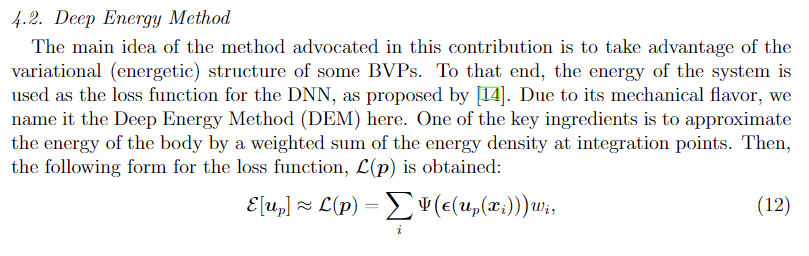 4.2. Deep Energy Method
The main idea of the method advocated in this contribution is to take advantage of the
variational (energetic) structure of some BVPs. To that end, the energy of the system is
used as the loss function for the DNN, as proposed by [14]. Due to its mechanical flavor, we
name it the Deep Energy Method (DEM) here. One of the key ingredients is to approximate
the energy of the body by a weighted sum of the energy density at integration points. Then,
the following form for the loss function, ℒ(𝒑) is obtained:
ℰ[𝒖ₚ] ≈ ℒ(𝒑) = ∑ᵢ Ψ(𝝐(𝒖ₚ(𝒙ᵢ)))wᵢ, (12)